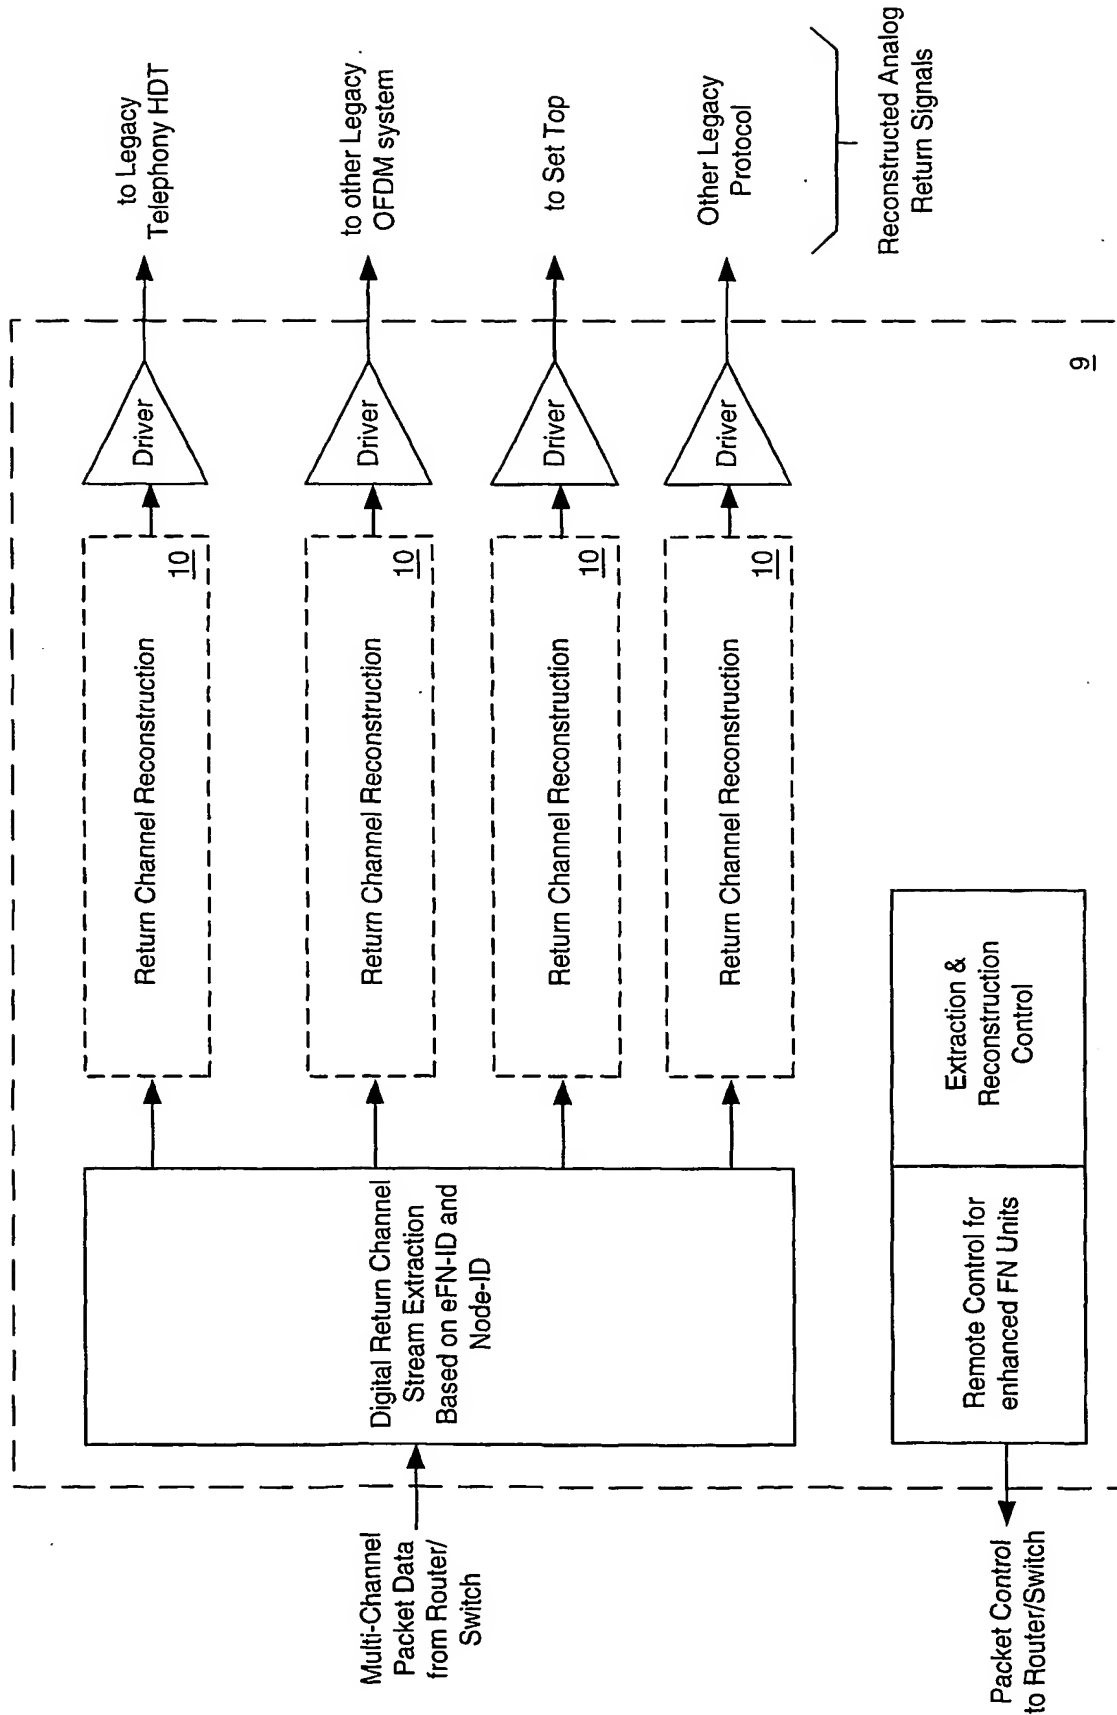 Multi-Channel
Packet Data
from Router/
Switch
Digital Return Channel
Stream Extraction
Based on eFN-ID and
Node-ID
Return Channel Reconstruction
10
Driver
to Legacy
Telephony HDT
Return Channel Reconstruction
10
Driver
to other Legacy
OFDM system
Return Channel Reconstruction
10
Driver
to Set Top
Return Channel Reconstruction
10
Driver
Other Legacy
Protocol
Reconstructed Analog
Return Signals
Packet Control
to Router/Switch
Remote Control for
enhanced FN Units
Extraction &
Reconstruction
Control
9